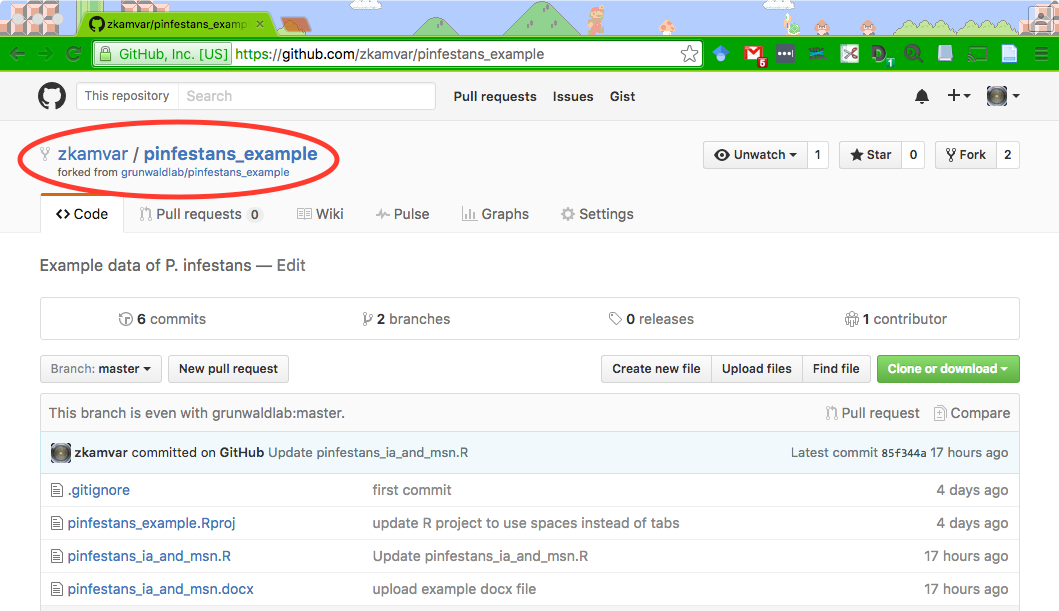 zkamvar/pinfestans_examp
GitHub, Inc. [US] https://github.com/zkamvar/pinfestans_example
6
1
This repository Search Pull requests Issues Gist
zkamvar / pinfestans_example
forked from grunwaldlab/pinfestans_example
Unwatch 1 Star 0 Fork 2
Code Pull requests 0 Wiki Pulse Graphs Settings
Example data of P. infestans — Edit
6 commits 2 branches 0 releases 1 contributor
Branch: master New pull request Create new file Upload files Find file Clone or download
This branch is even with grunwaldlab:master. Pull request Compare
zkamvar committed on GitHub Update pinfestans_ia_and_msn.R Latest commit 85f344a 17 hours ago
.gitignore first commit 4 days ago
pinfestans_example.Rproj update R project to use spaces instead of tabs 4 days ago
pinfestans_ia_and_msn.R Update pinfestans_ia_and_msn.R 17 hours ago
pinfestans_ia_and_msn.docx upload example docx file 17 hours ago